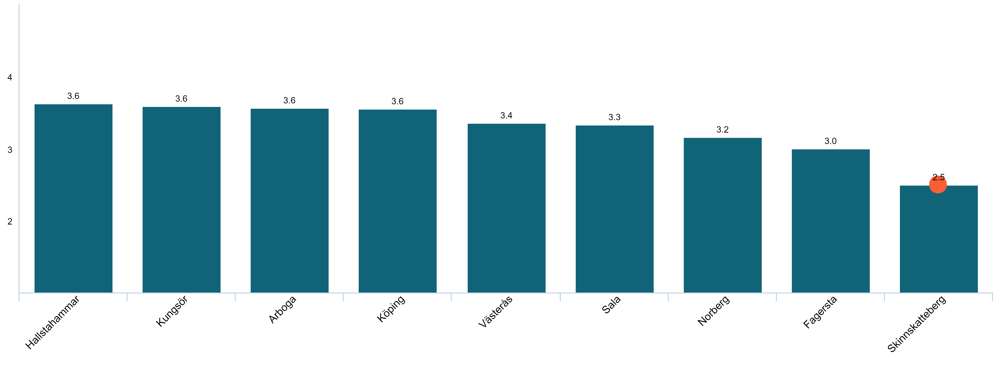 4
3
2
3.6
3.6
3.6
3.6
3.4
3.3
3.2
3.0
2.5
Hallstahammar
Kungsör
Arboga
Köping
Västerås
Sala
Norberg
Fagersta
Skinnskatteberg